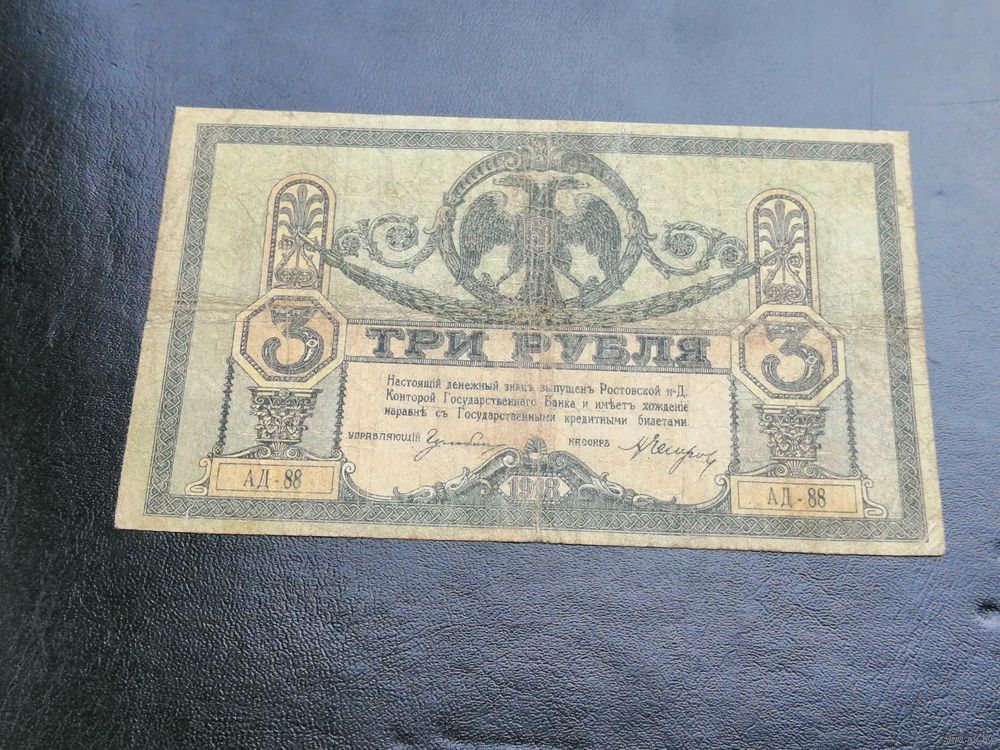 3 ТРИ РУБЛЯ 3
Настоящій денежный знакъ выпущенъ Ростовской н-Д.
Конторой Государственнаго Банка и имѣетъ хожденіе
наравнѣ съ Государственными кредитными билетами.
УПРАВЛЯЮЩІЙ КАССИРЪ
АД - 88 1918 АД - 88